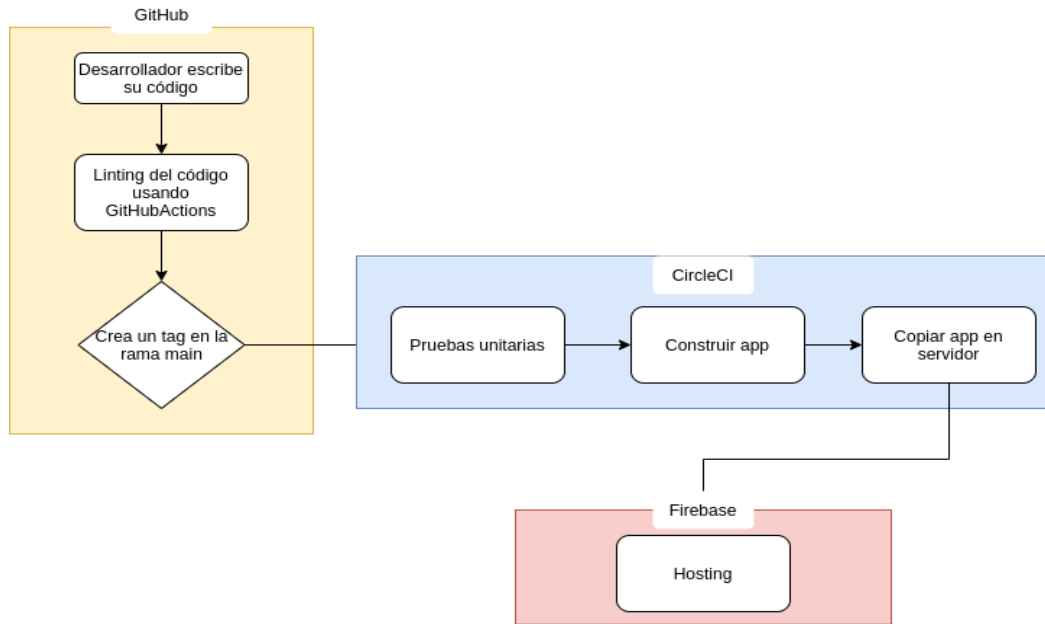 GitHub
Desarrollador escribe
su código
Linting del código
usando
GitHubActions
Crea un tag en la
rama main
CircleCI
Pruebas unitarias
Construir app
Copiar app en
servidor
Firebase
Hosting